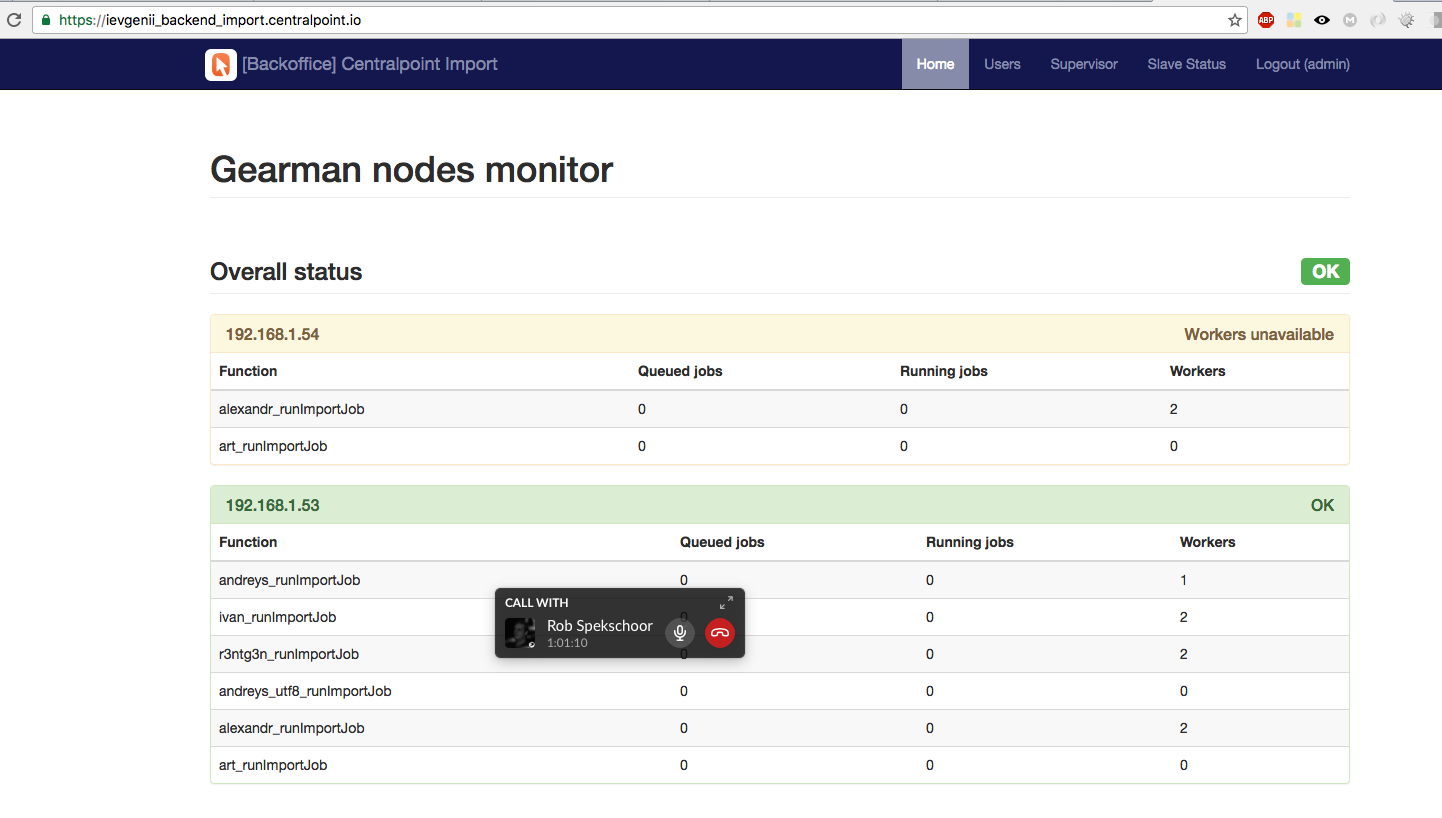 https://ievgenii_backend_import.centralpoint.io
ABP
M
[Backoffice] Centralpoint Import Home Users Supervisor Slave Status Logout (admin)
Gearman nodes monitor
Overall status OK
192.168.1.54 Workers unavailable
Function Queued jobs Running jobs Workers
alexandr_runImportJob 0 0 2
art_runImportJob 0 0 0
192.168.1.53 OK
Function Queued jobs Running jobs Workers
andreys_runImportJob 0 0 1
ivan_runImportJob 0 0 2
r3ntg3n_runImportJob 0 0 2
andreys_utf8_runImportJob 0 0 0
alexandr_runImportJob 0 0 2
art_runImportJob 0 0 0
CALL WITH
Rob Spekschoor
1:01:10